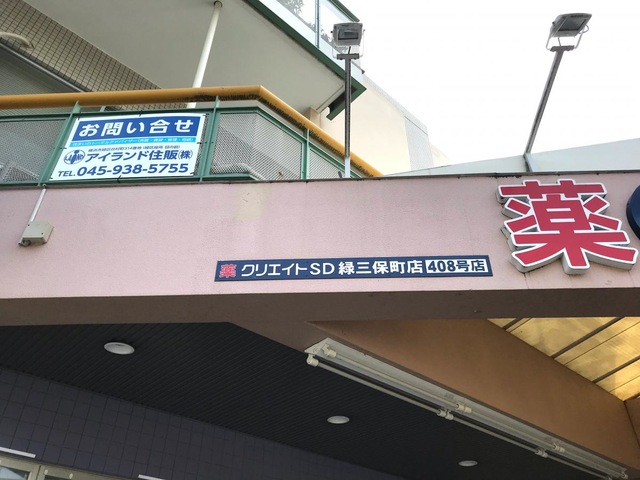 お問い合せ
アイランド住販㈱
TEL.045-938-5755
薬
薬 クリエイトSD 緑三保町店 408号店